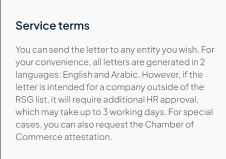 Service terms
You can send the letter to any entity you wish. For
your convenience, all letters are generated in 2
languages: English and Arabic. However, if the
letter is intended for a company outside of the
RSG list, it will require additional HR approval,
which may take up to 3 working days. For special
cases, you can also request the Chamber of
Commerce attestation.